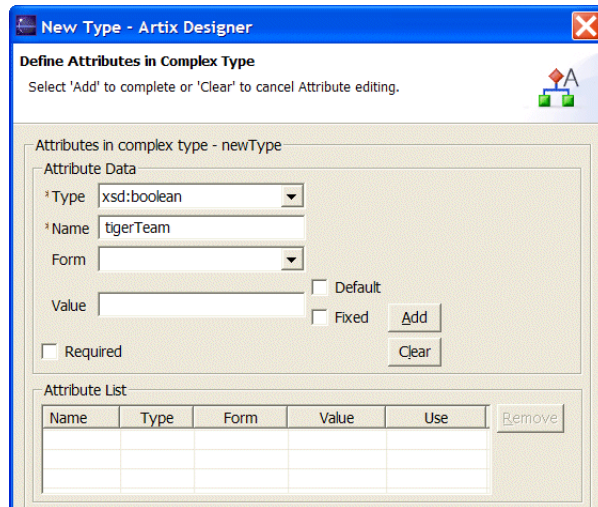 New Type - Artix Designer
Define Attributes in Complex Type
Select 'Add' to complete or 'Clear' to cancel Attribute editing.
A
Attributes in complex type - newType
Attribute Data
*Type xsd:boolean
*Name tigerTeam
Form
Value Default
Fixed Add
Required Clear
Attribute List
Name Type Form Value Use Remove